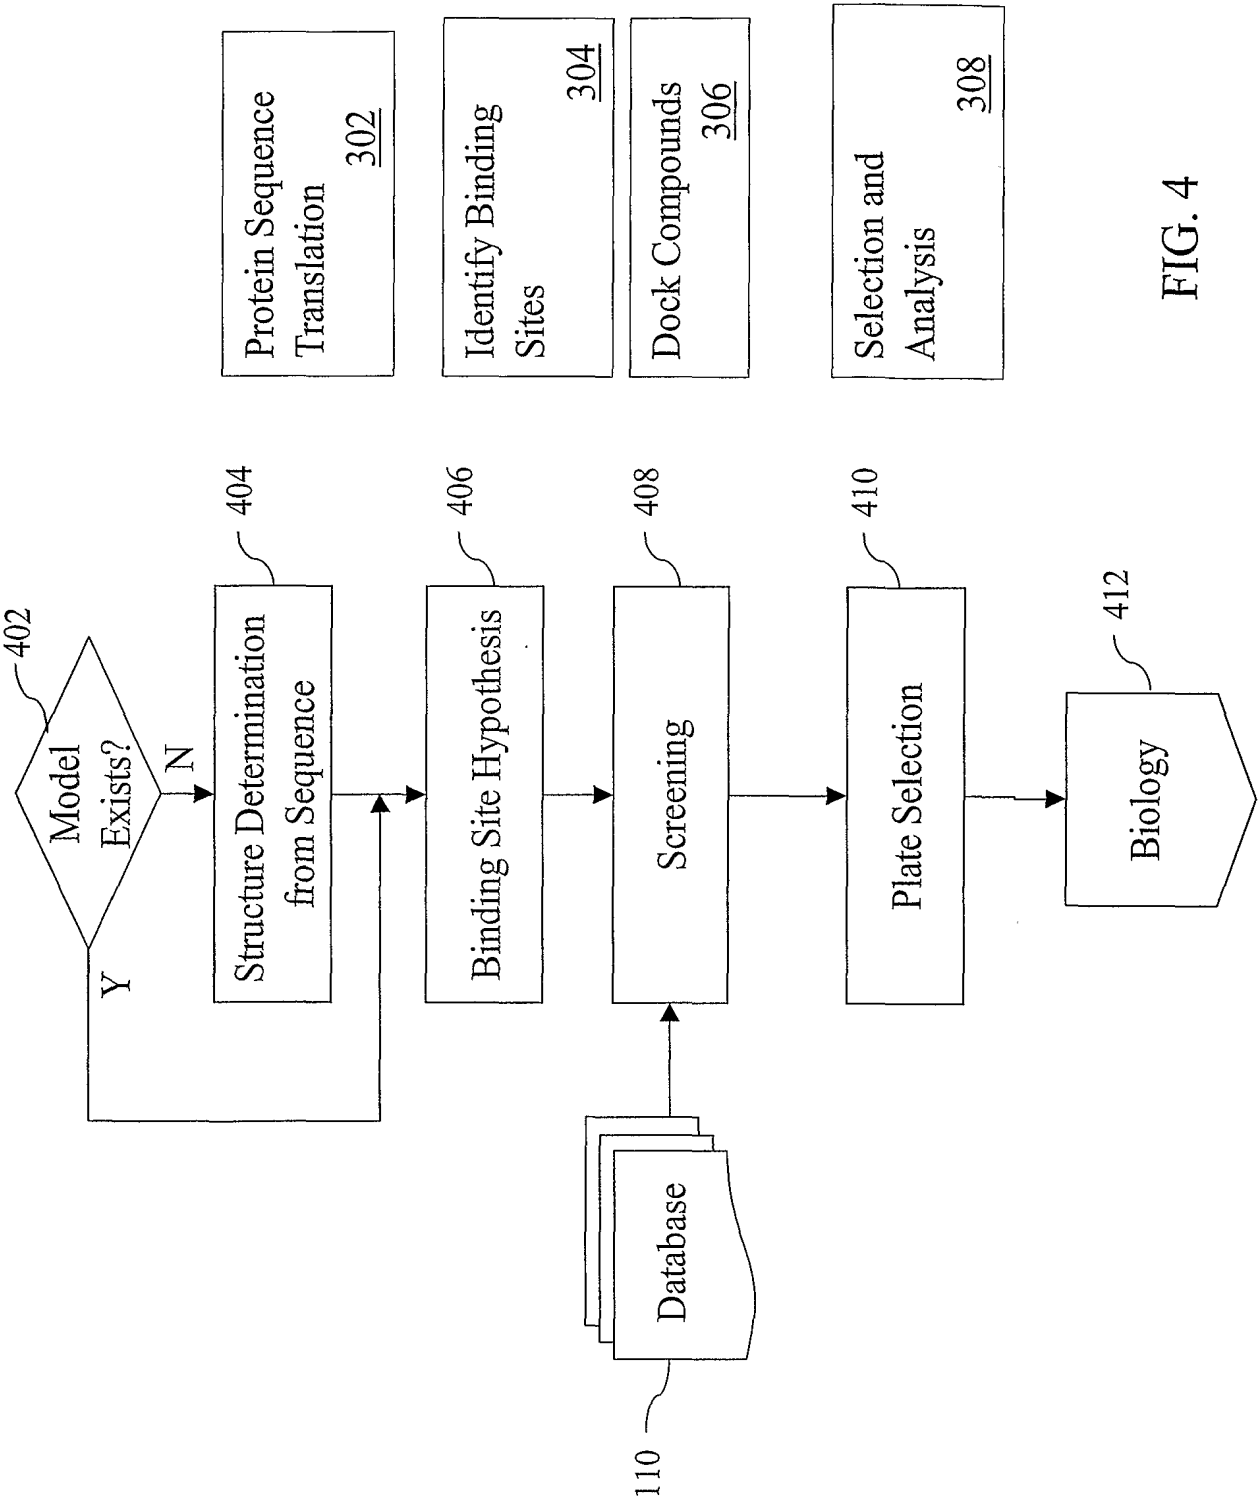 402
Model
Exists?
Y
N
404
Structure Determination
from Sequence
Protein Sequence
Translation
302
406
Binding Site Hypothesis
Identify Binding
Sites
304
110
Database
408
Screening
Dock Compounds
306
410
Plate Selection
Selection and
Analysis
308
412
Biology
FIG. 4